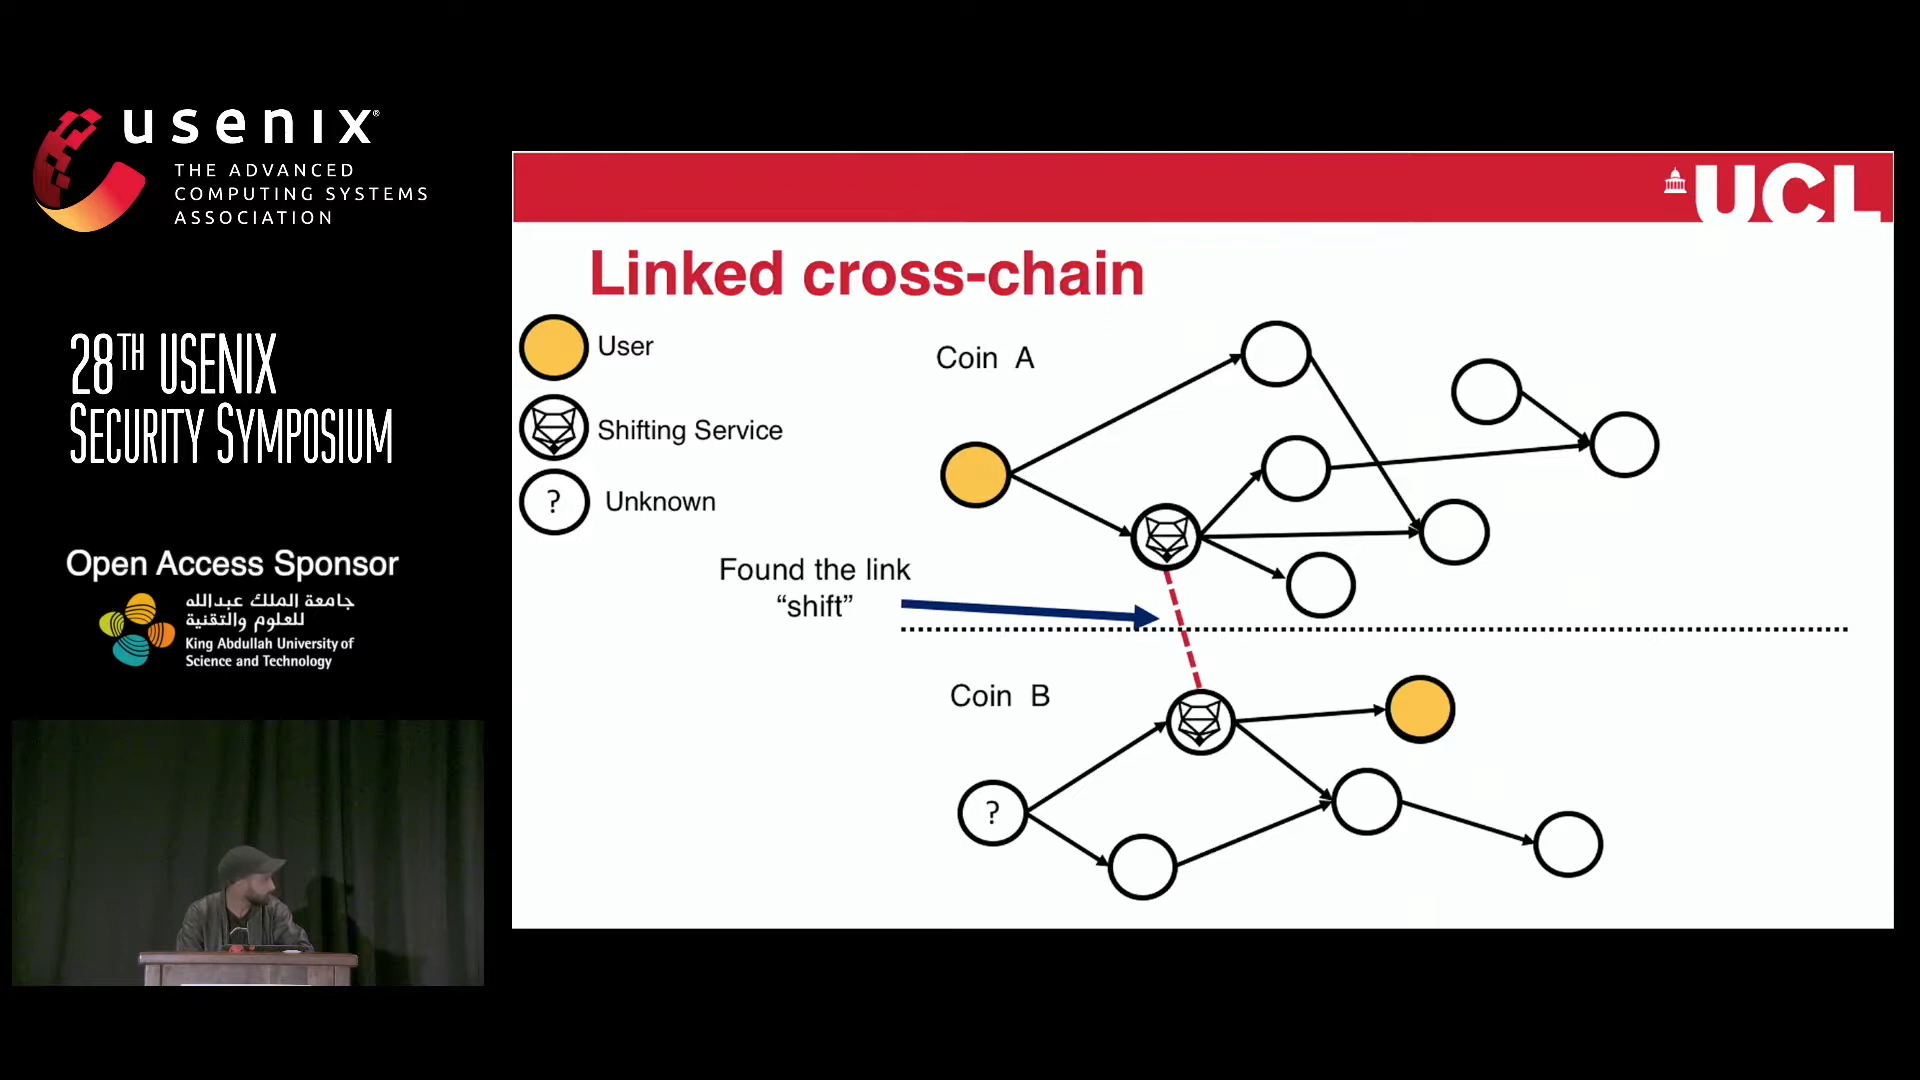 usenix®
THE ADVANCED
COMPUTING SYSTEMS
ASSOCIATION
28TH USENIX
SECURITY SYMPOSIUM
Open Access Sponsor
جامعة الملك عبدالله
للعلوم والتقنية
King Abdullah University of
Science and Technology
UCL
Linked cross-chain
User
Shifting Service
?
Unknown
Coin A
Found the link
“shift”
Coin B
?